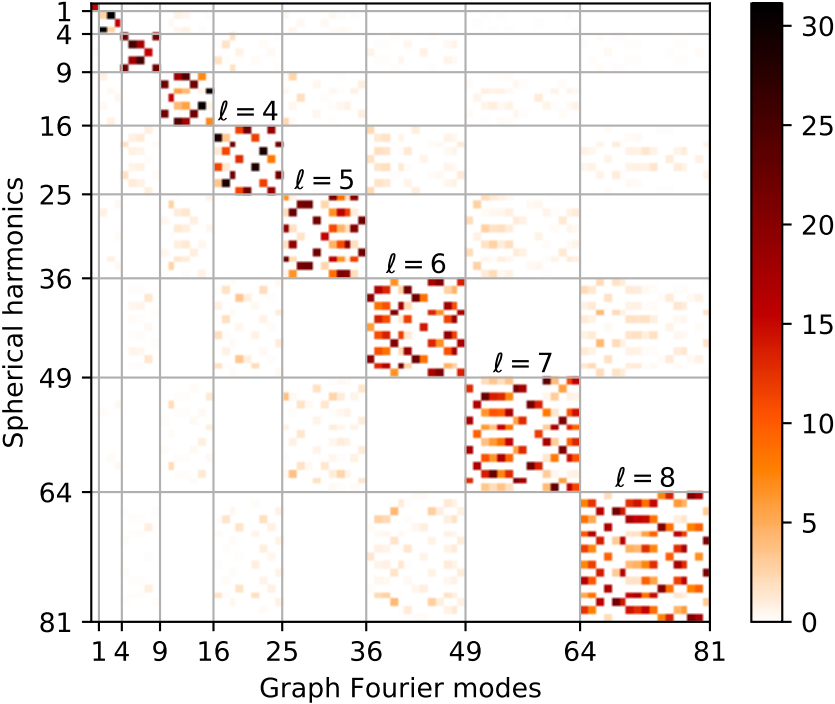 1
4
9
16
25
36
49
64
81
Spherical harmonics
ℓ = 4
ℓ = 5
ℓ = 6
ℓ = 7
ℓ = 8
1 4 9 16 25 36 49 64 81
Graph Fourier modes
30
25
20
15
10
5
0